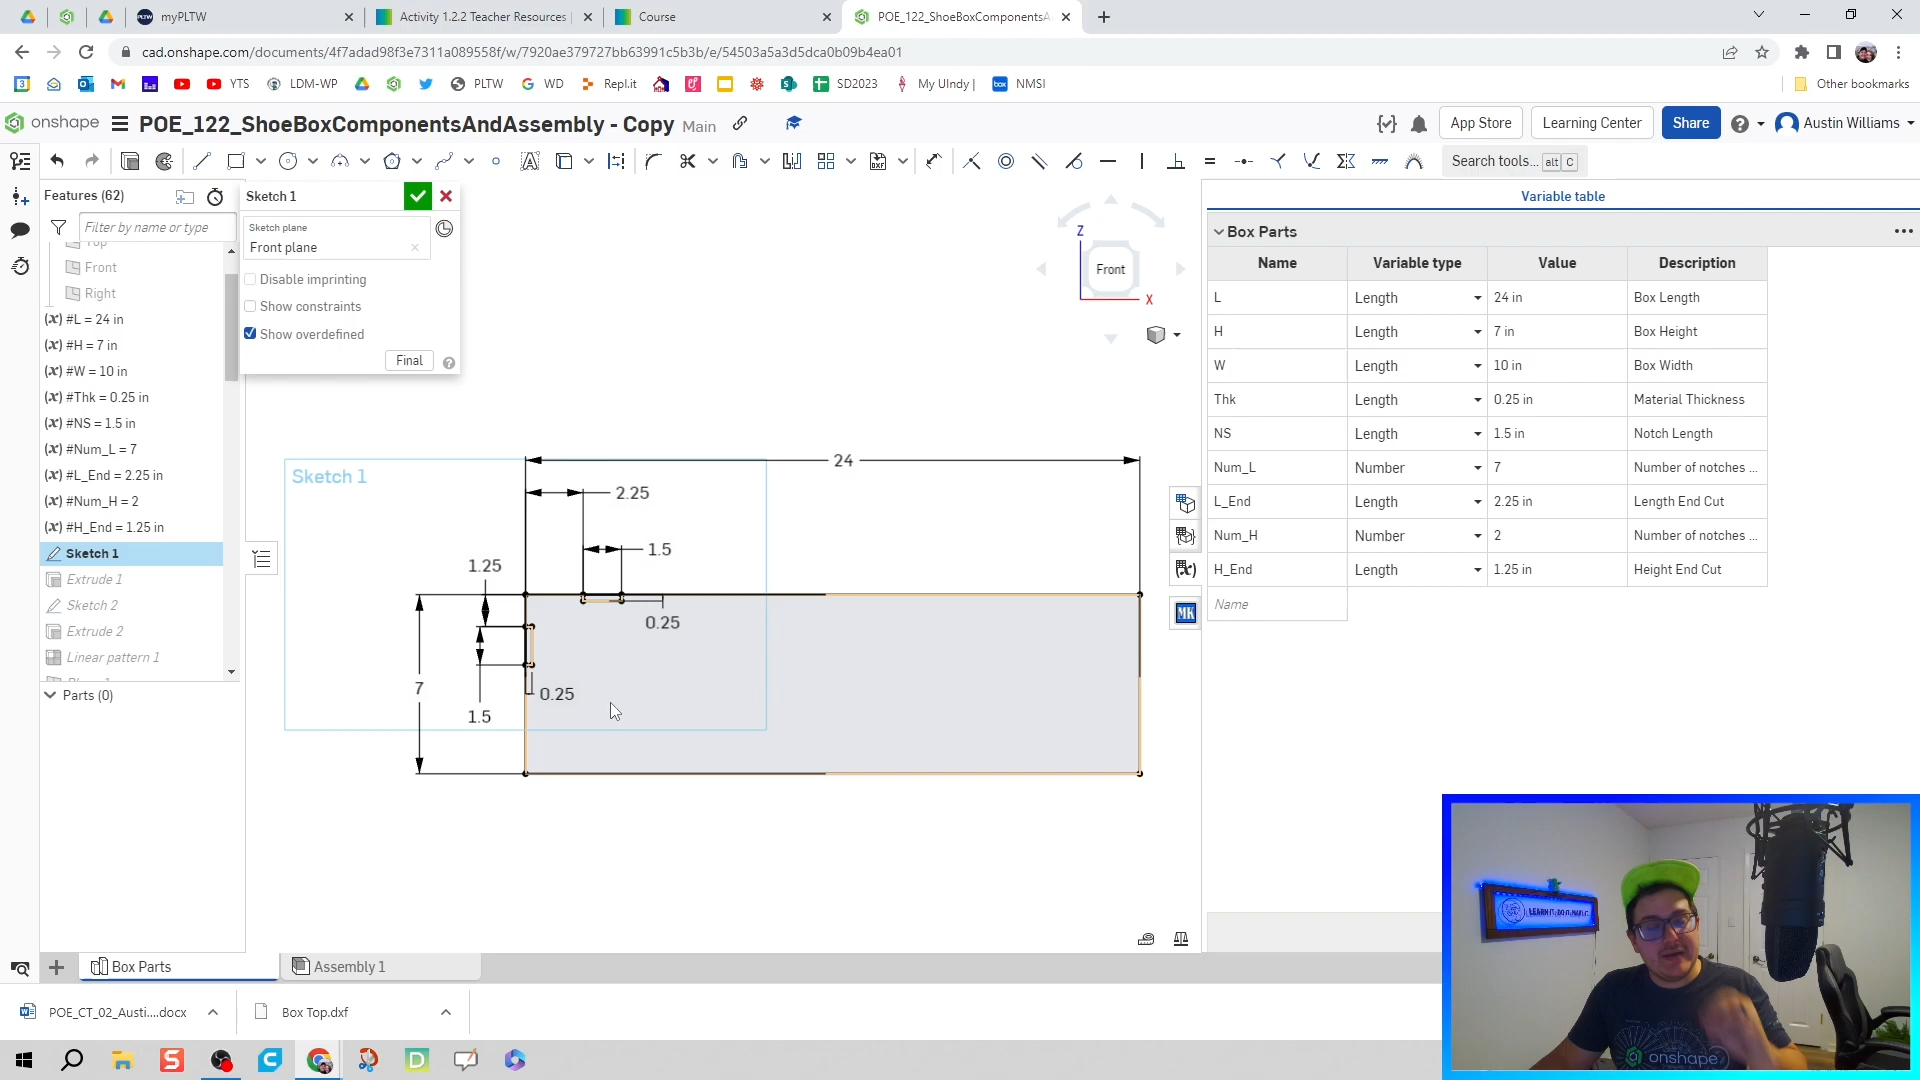 myPLTW
Activity 1.2.2 Teacher Resources
Course
POE_122_ShoeBoxComponentsA
cad.onshape.com/documents/4f7adad98f3e7311a089558f/w/7920ae379727bb63991c5b3b/e/54503a5a3d5dca0b09b4ea01
YTS
LDM-WP
PLTW
WD
Repl.it
SD2023
My UIndy |
NMSI
Other bookmarks
onshape
POE_122_ShoeBoxComponentsAndAssembly - Copy Main
App Store
Learning Center
Share
Austin Williams
Search tools... alt C
Features (62)
Filter by name or type
Top
Front
Right
(x) #L = 24 in
(x) #H = 7 in
(x) #W = 10 in
(x) #Thk = 0.25 in
(x) #NS = 1.5 in
(x) #Num_L = 7
(x) #L_End = 2.25 in
(x) #Num_H = 2
(x) #H_End = 1.25 in
Sketch 1
Extrude 1
Sketch 2
Extrude 2
Linear pattern 1
Parts (0)
Sketch 1
Sketch plane
Front plane
Disable imprinting
Show constraints
Show overdefined
Final
Z
Front
X
Sketch 1
24
2.25
1.5
1.25
0.25
7
0.25
1.5
(x)
MK
Variable table
Box Parts
Name Variable type Value Description
L Length 24 in Box Length
H Length 7 in Box Height
W Length 10 in Box Width
Thk Length 0.25 in Material Thickness
NS Length 1.5 in Notch Length
Num_L Number 7 Number of notches ...
L_End Length 2.25 in Length End Cut
Num_H Number 2 Number of notches ...
H_End Length 1.25 in Height End Cut
Name
LEARN IT. DO IT. MAKE IT.
onshape
Box Parts
Assembly 1
POE_CT_02_Austi....docx
Box Top.dxf